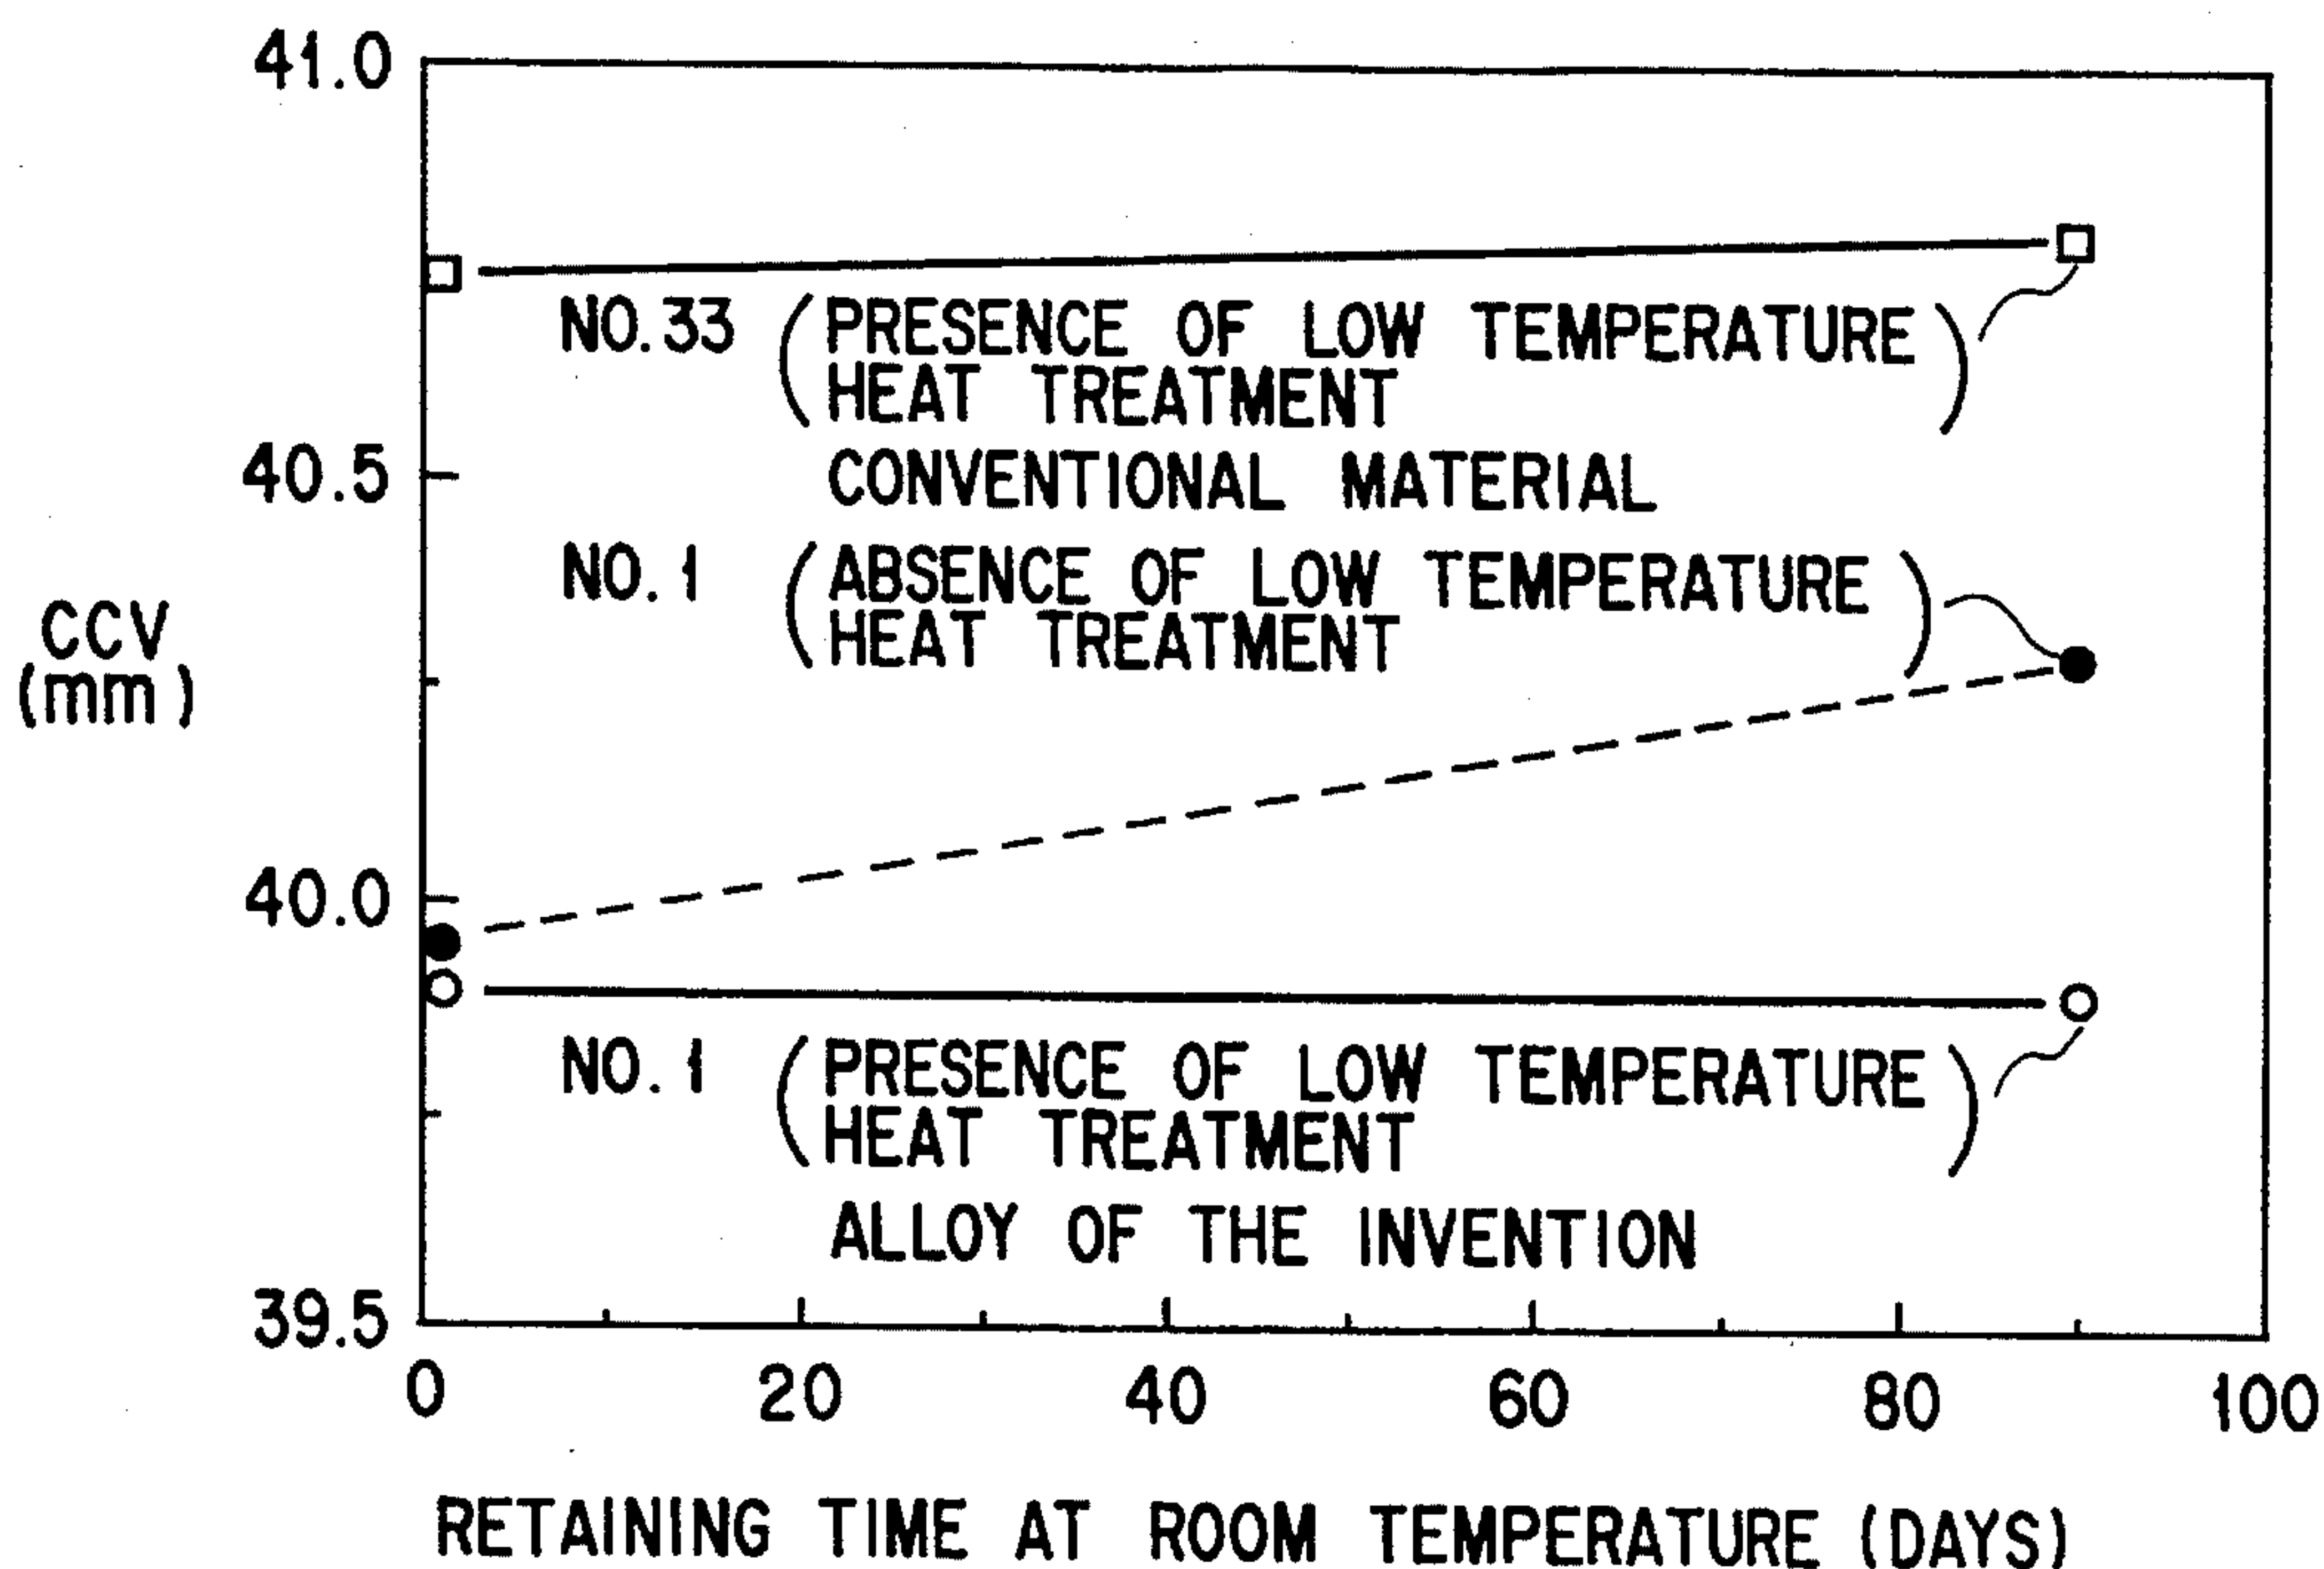 41.0
NO.33 (PRESENCE OF LOW TEMPERATURE
HEAT TREATMENT)
40.5
CONVENTIONAL MATERIAL
NO.1 (ABSENCE OF LOW TEMPERATURE
HEAT TREATMENT)
CCV
(mm)
40.0
NO.1 (PRESENCE OF LOW TEMPERATURE
HEAT TREATMENT)
ALLOY OF THE INVENTION
39.5
0 20 40 60 80 100
RETAINING TIME AT ROOM TEMPERATURE (DAYS)